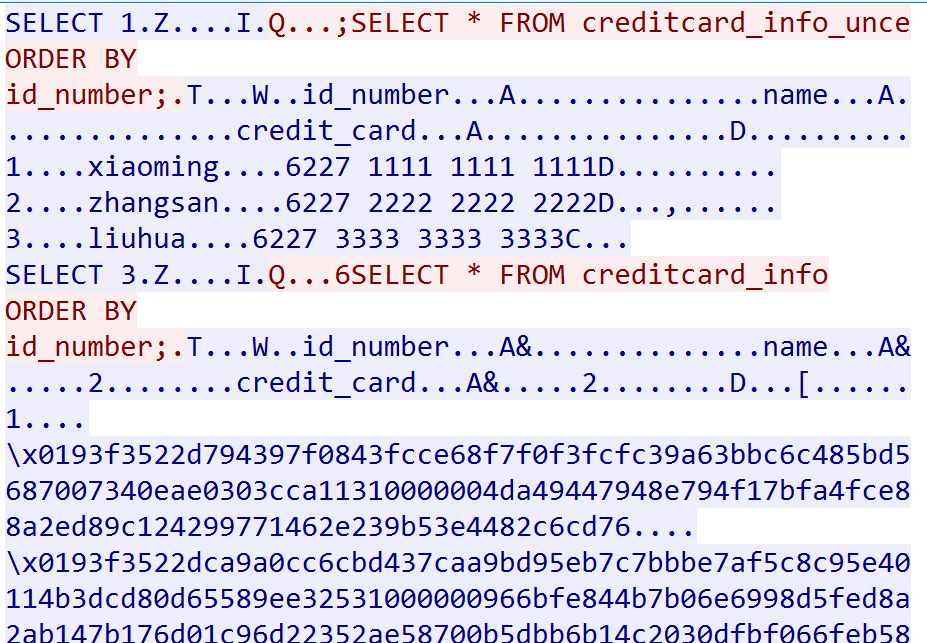 SELECT 1.Z....I.Q...;SELECT * FROM creditcard_info_unce
ORDER BY
id_number;.T...W..id_number...A...............name...A.
..............credit_card...A...............D..........
1....xiaoming....6227 1111 1111 1111D..........
2....zhangsan....6227 2222 2222 2222D...,......
3....liuhua....6227 3333 3333 3333C...
SELECT 3.Z....I.Q...6SELECT * FROM creditcard_info
ORDER BY
id_number;.T...W..id_number...A&..............name...A&
.....2........credit_card...A&.....2........D...[......
1....
\x0193f3522d794397f0843fcce68f7f0f3fcfc39a63bbc6c485bd5
687007340eae0303cca11310000004da49447948e794f17bfa4fce8
8a2ed89c124299771462e239b53e4482c6cd76....
\x0193f3522dca9a0cc6cbd437caa9bd95eb7c7bbbe7af5c8c95e40
114b3dcd80d65589ee32531000000966bfe844b7b06e6998d5fed8a
2ab147b176d01c96d22352ae58700b5dbb6b14c2030dfbf066feb58